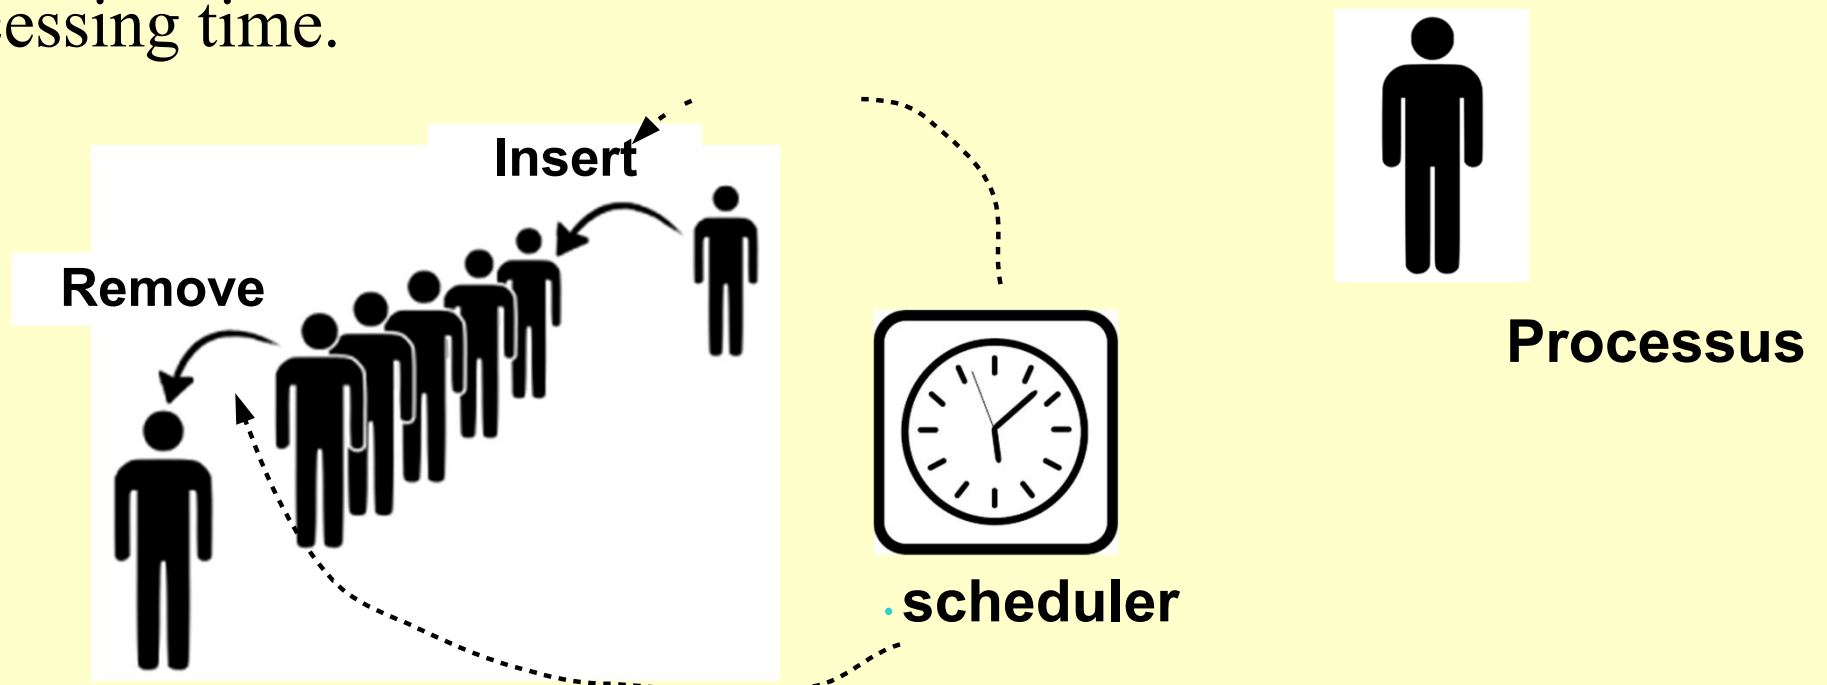 essing time.
Insert
Remove
Processus
scheduler